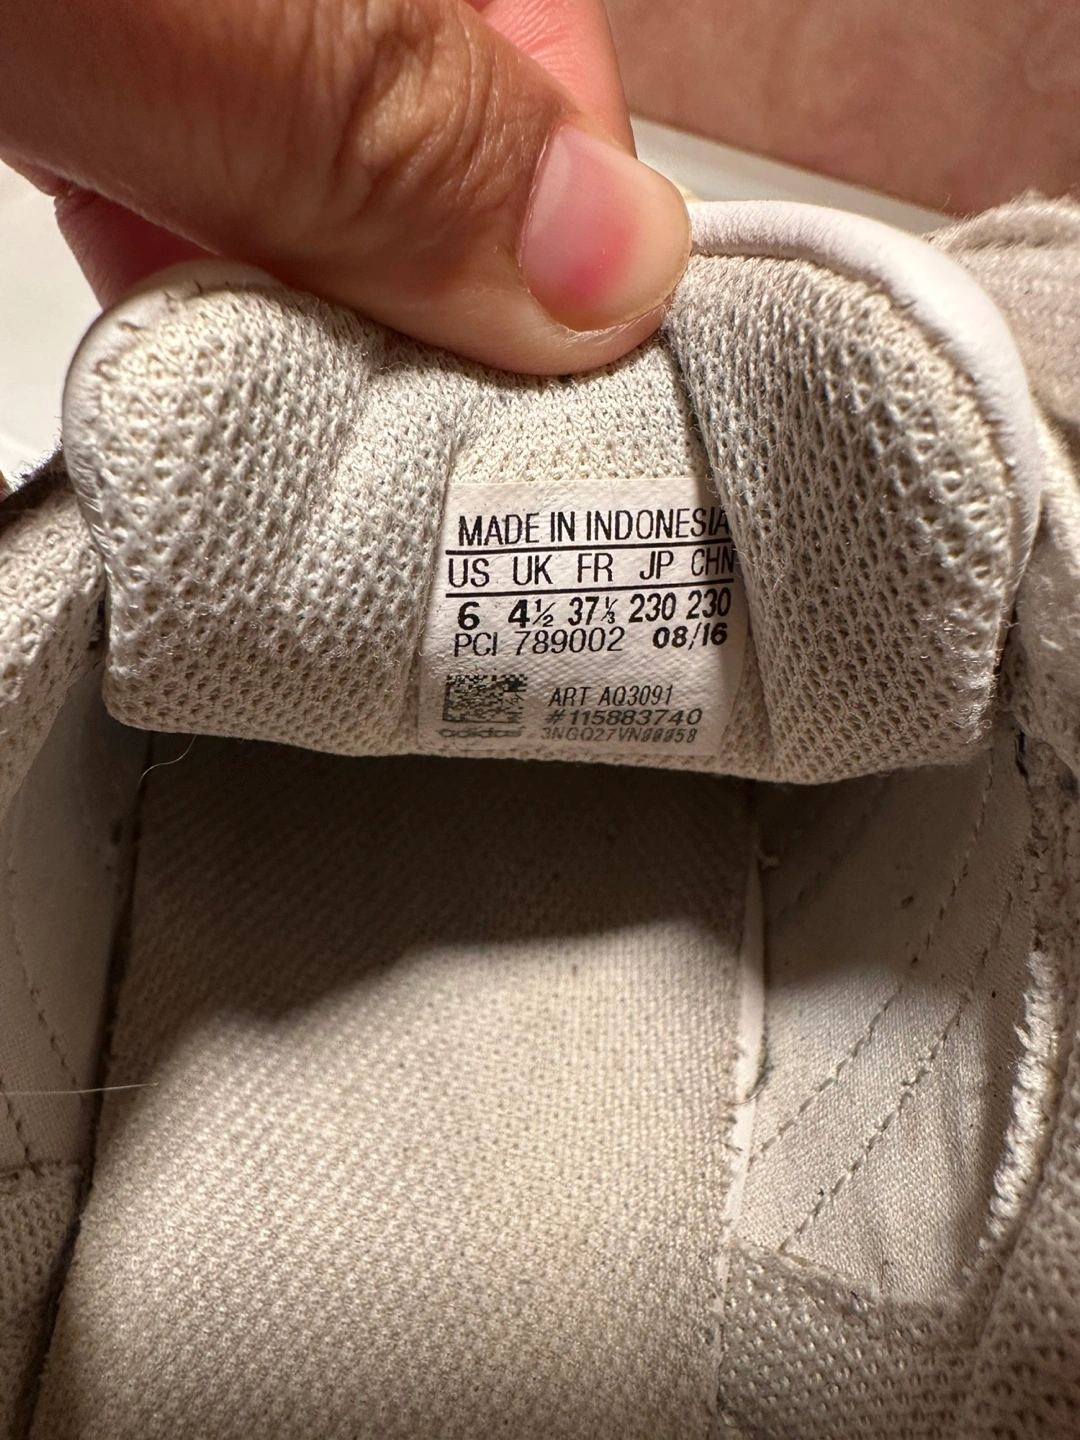 MADE IN INDONESIA
US UK FR JP CHN
6 4½ 37⅓ 230 230
PCI 789002 08/16
ART AQ3091
#115883740
adidas 3NGQ27VN00058